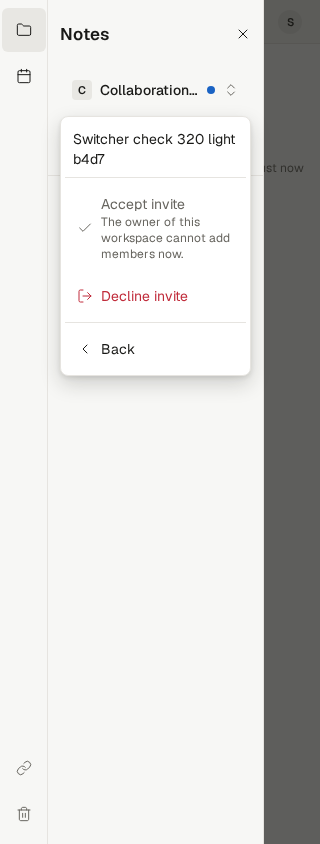 Notes
S
C Collaboration...
ust now
Switcher check 320 light
b4d7
Accept invite
The owner of this
workspace cannot add
members now.
Decline invite
Back